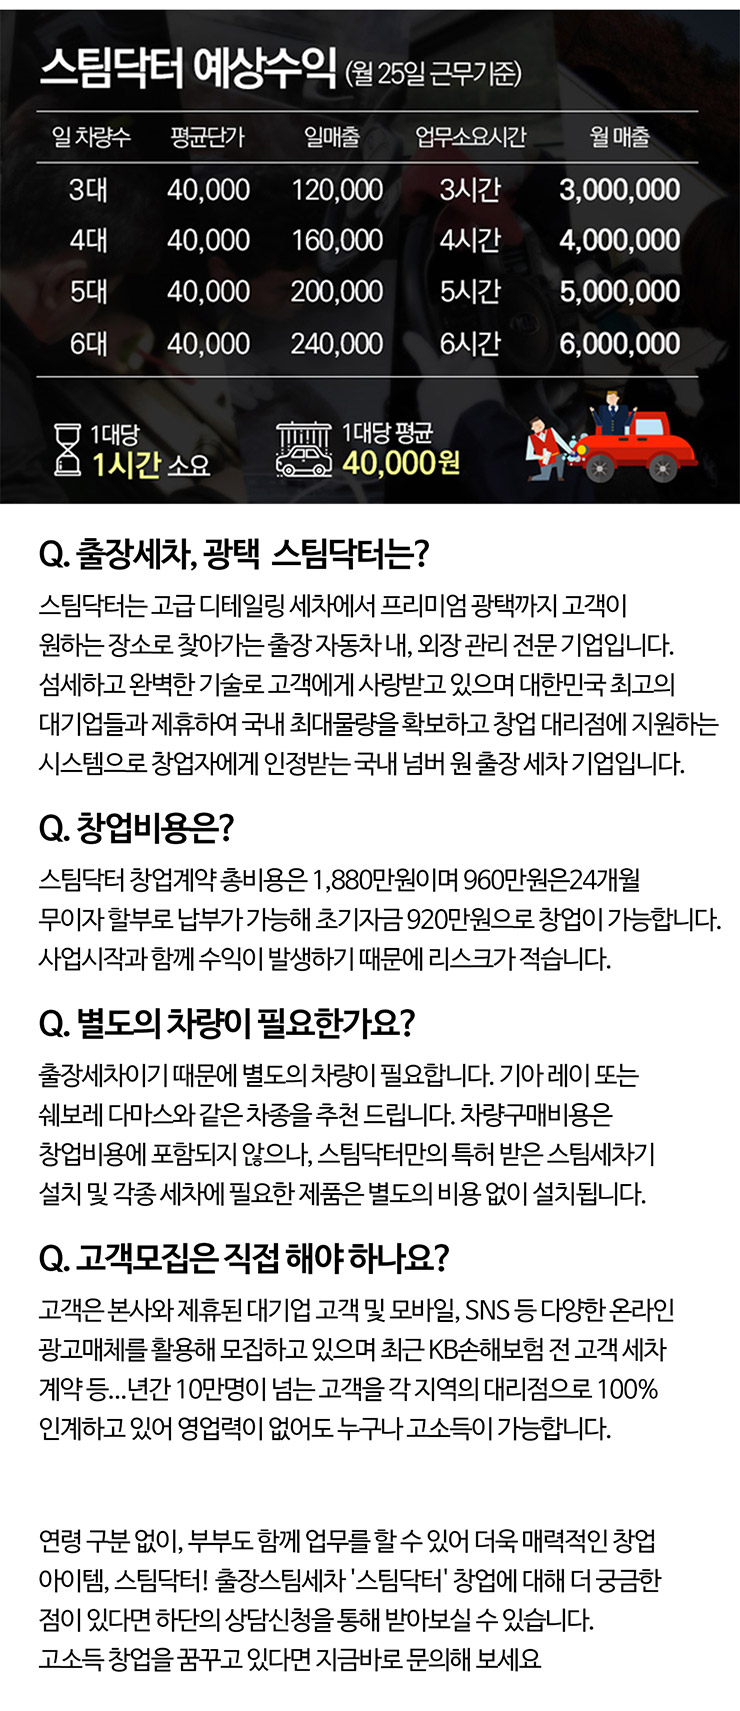 스팀닥터 예상수익 (월 25일 근무기준)
일 차량수 평균단가 일매출 업무소요시간 월 매출
3대 40,000 120,000 3시간 3,000,000
4대 40,000 160,000 4시간 4,000,000
5대 40,000 200,000 5시간 5,000,000
6대 40,000 240,000 6시간 6,000,000
1대당
1시간 소요
1대당 평균
40,000원
Q. 출장세차, 광택 스팀닥터는?
스팀닥터는 고급 디테일링 세차에서 프리미엄 광택까지 고객이
원하는 장소로 찾아가는 출장 자동차 내, 외장 관리 전문 기업입니다.
섬세하고 완벽한 기술로 고객에게 사랑받고 있으며 대한민국 최고의
대기업들과 제휴하여 국내 최대물량을 확보하고 창업 대리점에 지원하는
시스템으로 창업자에게 인정받는 국내 넘버 원 출장 세차 기업입니다.
Q. 창업비용은?
스팀닥터 창업계약 총비용은 1,880만원이며 960만원은24개월
무이자 할부로 납부가 가능해 초기자금 920만원으로 창업이 가능합니다.
사업시작과 함께 수익이 발생하기 때문에 리스크가 적습니다.
Q. 별도의 차량이 필요한가요?
출장세차이기 때문에 별도의 차량이 필요합니다. 기아 레이 또는
쉐보레 다마스와 같은 차종을 추천 드립니다. 차량구매비용은
창업비용에 포함되지 않으나, 스팀닥터만의 특허 받은 스팀세차기
설치 및 각종 세차에 필요한 제품은 별도의 비용 없이 설치됩니다.
Q. 고객모집은 직접 해야 하나요?
고객은 본사와 제휴된 대기업 고객 및 모바일, SNS 등 다양한 온라인
광고매체를 활용해 모집하고 있으며 최근 KB손해보험 전 고객 세차
계약 등...년간 10만명이 넘는 고객을 각 지역의 대리점으로 100%
인계하고 있어 영업력이 없어도 누구나 고소득이 가능합니다.
연령 구분 없이, 부부도 함께 업무를 할 수 있어 더욱 매력적인 창업
아이템, 스팀닥터! 출장스팀세차 '스팀닥터' 창업에 대해 더 궁금한
점이 있다면 하단의 상담신청을 통해 받아보실 수 있습니다.
고소득 창업을 꿈꾸고 있다면 지금바로 문의해 보세요